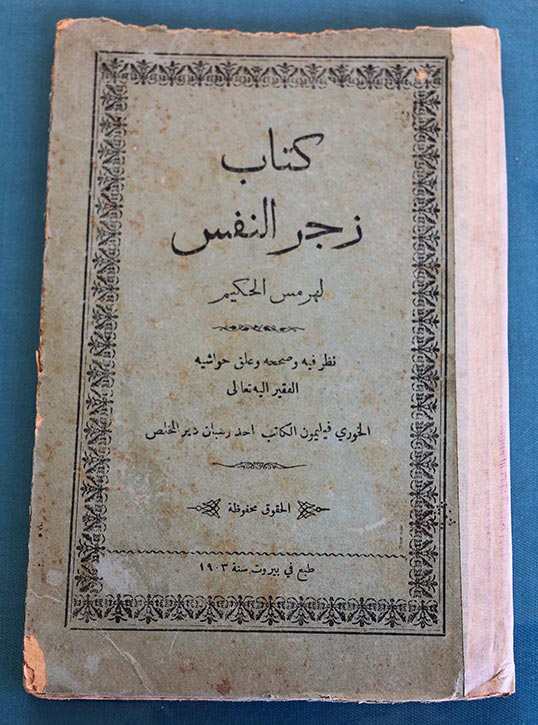 كتاب
زجر النفس
لهرمس الحكيم
نظر فيه وصححه وعلق حواشيه
الفقير اليه تعالى
الخوري فيليمون الكاتب احد رهبان دير المخلص
الحقوق محفوظة
طبع في بيروت سنة ١٩٠٣